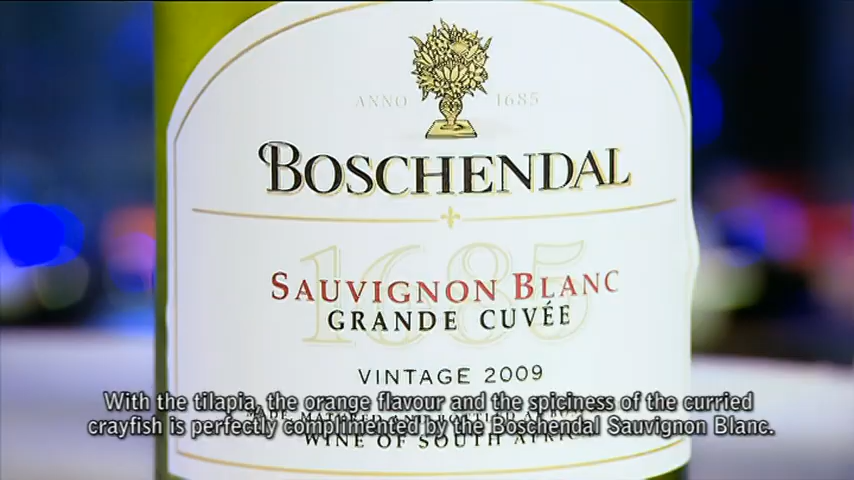 ANNO 1685
BOSCHENDAL
1685
SAUVIGNON BLANC
GRANDE CUVÉE
VINTAGE 2009
With the tilapia, the orange flavour and the spiciness of the curried
crayfish is perfectly complimented by the Boschendal Sauvignon Blanc.
WINE OF SOUTH AFRICA